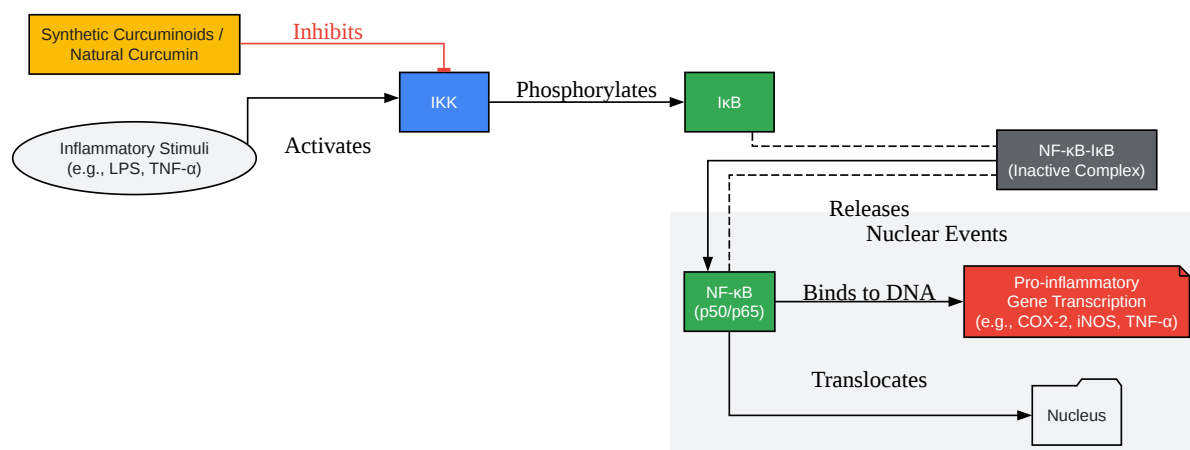 Synthetic Curcuminoids /
Natural Curcumin
Inhibits
IKK
Phosphorylates
IκB
Inflammatory Stimuli
(e.g., LPS, TNF-α)
Activates
NF-κB-IκB
(Inactive Complex)
Releases
Nuclear Events
NF-κB
(p50/p65)
Binds to DNA
Pro-inflammatory
Gene Transcription
(e.g., COX-2, iNOS, TNF-α)
Translocates
Nucleus